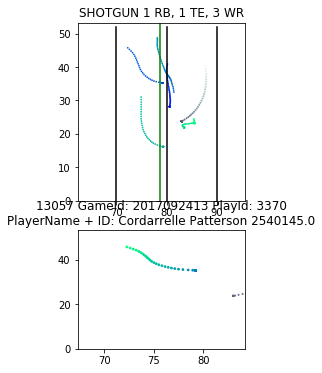 SHOTGUN 1 RB, 1 TE, 3 WR
50
40
30
20
10
0
70 80 90
13057 GameId: 2017092413 PlayId: 3370
PlayerName + ID: Cordarrelle Patterson 2540145.0
40
20
0
70 75 80